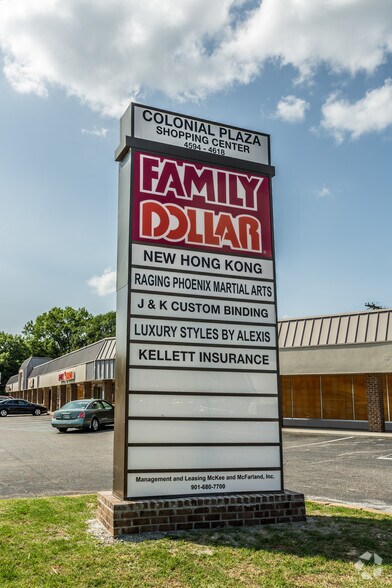 COLONIAL PLAZA
SHOPPING CENTER
4594 - 4618
FAMILY
DOLLAR
NEW HONG KONG
RAGING PHOENIX MARTIAL ARTS
J & K CUSTOM BINDING
LUXURY STYLES BY ALEXIS
KELLETT INSURANCE
Management and Leasing McKee and McFarland, Inc.
901-680-7700